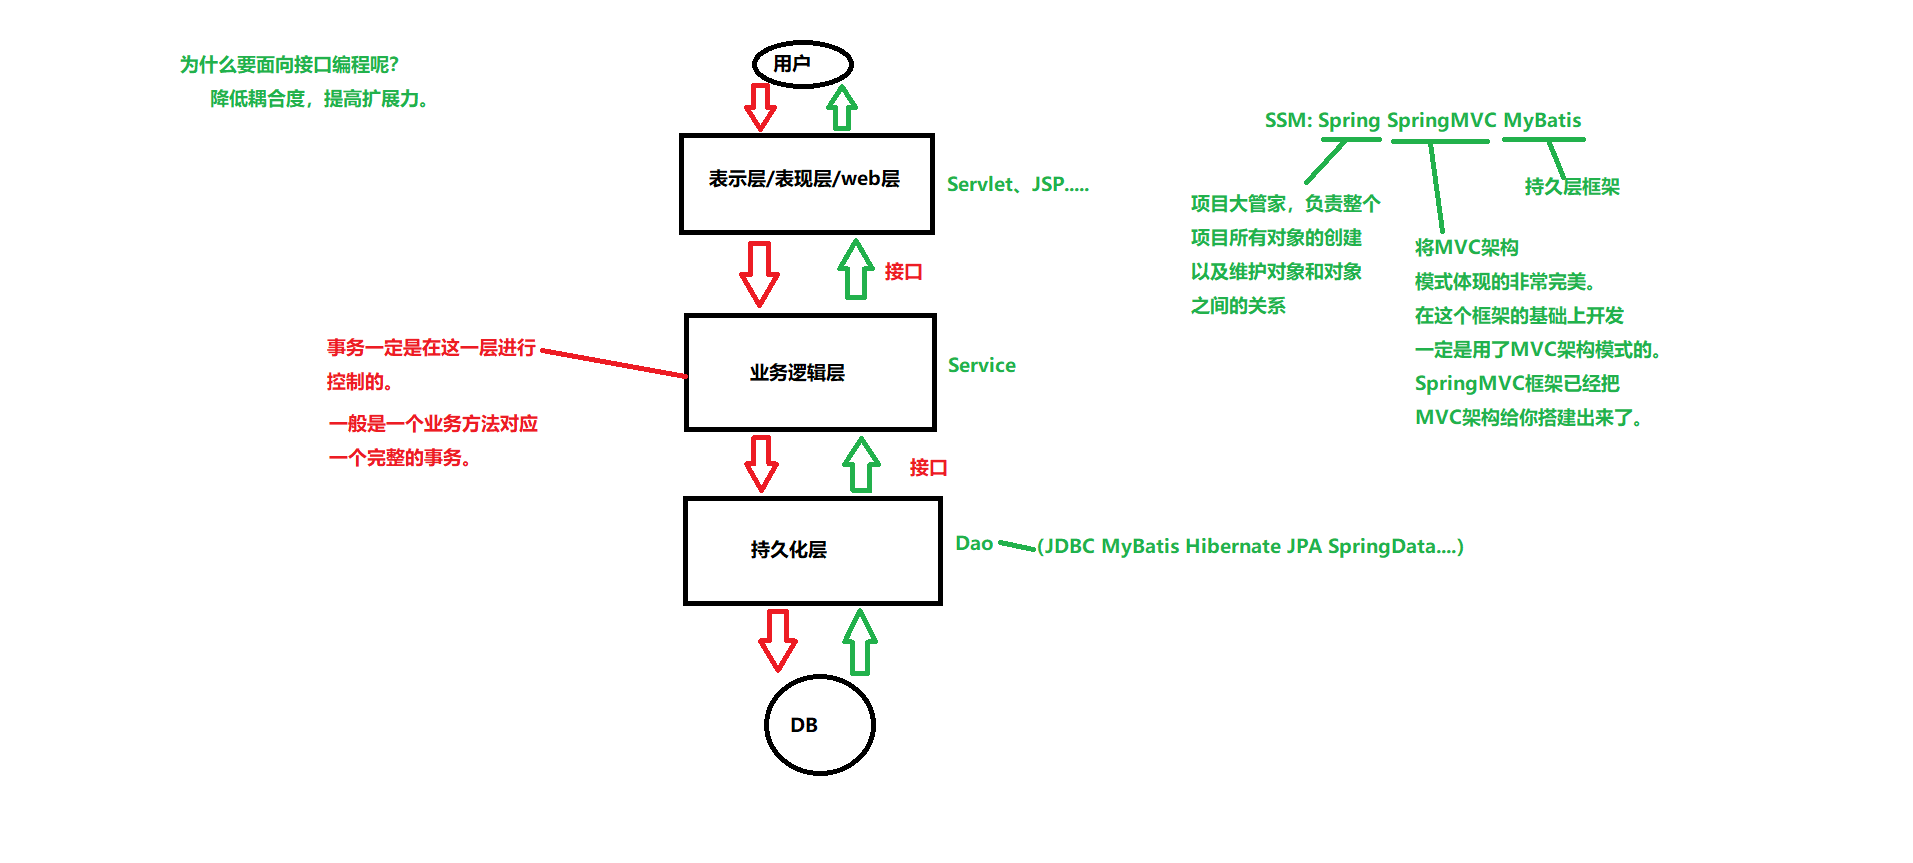 为什么要面向接口编程呢?
降低耦合度，提高扩展力。
用户
表示层/表现层/web层
Servlet、JSP.....
接口
事务一定是在这一层进行
控制的。
一般是一个业务方法对应
一个完整的事务。
业务逻辑层
Service
接口
持久化层
Dao
(JDBC MyBatis Hibernate JPA SpringData....)
DB
SSM: Spring SpringMVC MyBatis
项目大管家，负责整个
项目所有对象的创建
以及维护对象和对象
之间的关系
将MVC架构
模式体现的非常完美。
在这个框架的基础上开发
一定是用了MVC架构模式的。
SpringMVC框架已经把
MVC架构给你搭建出来了。
持久层框架